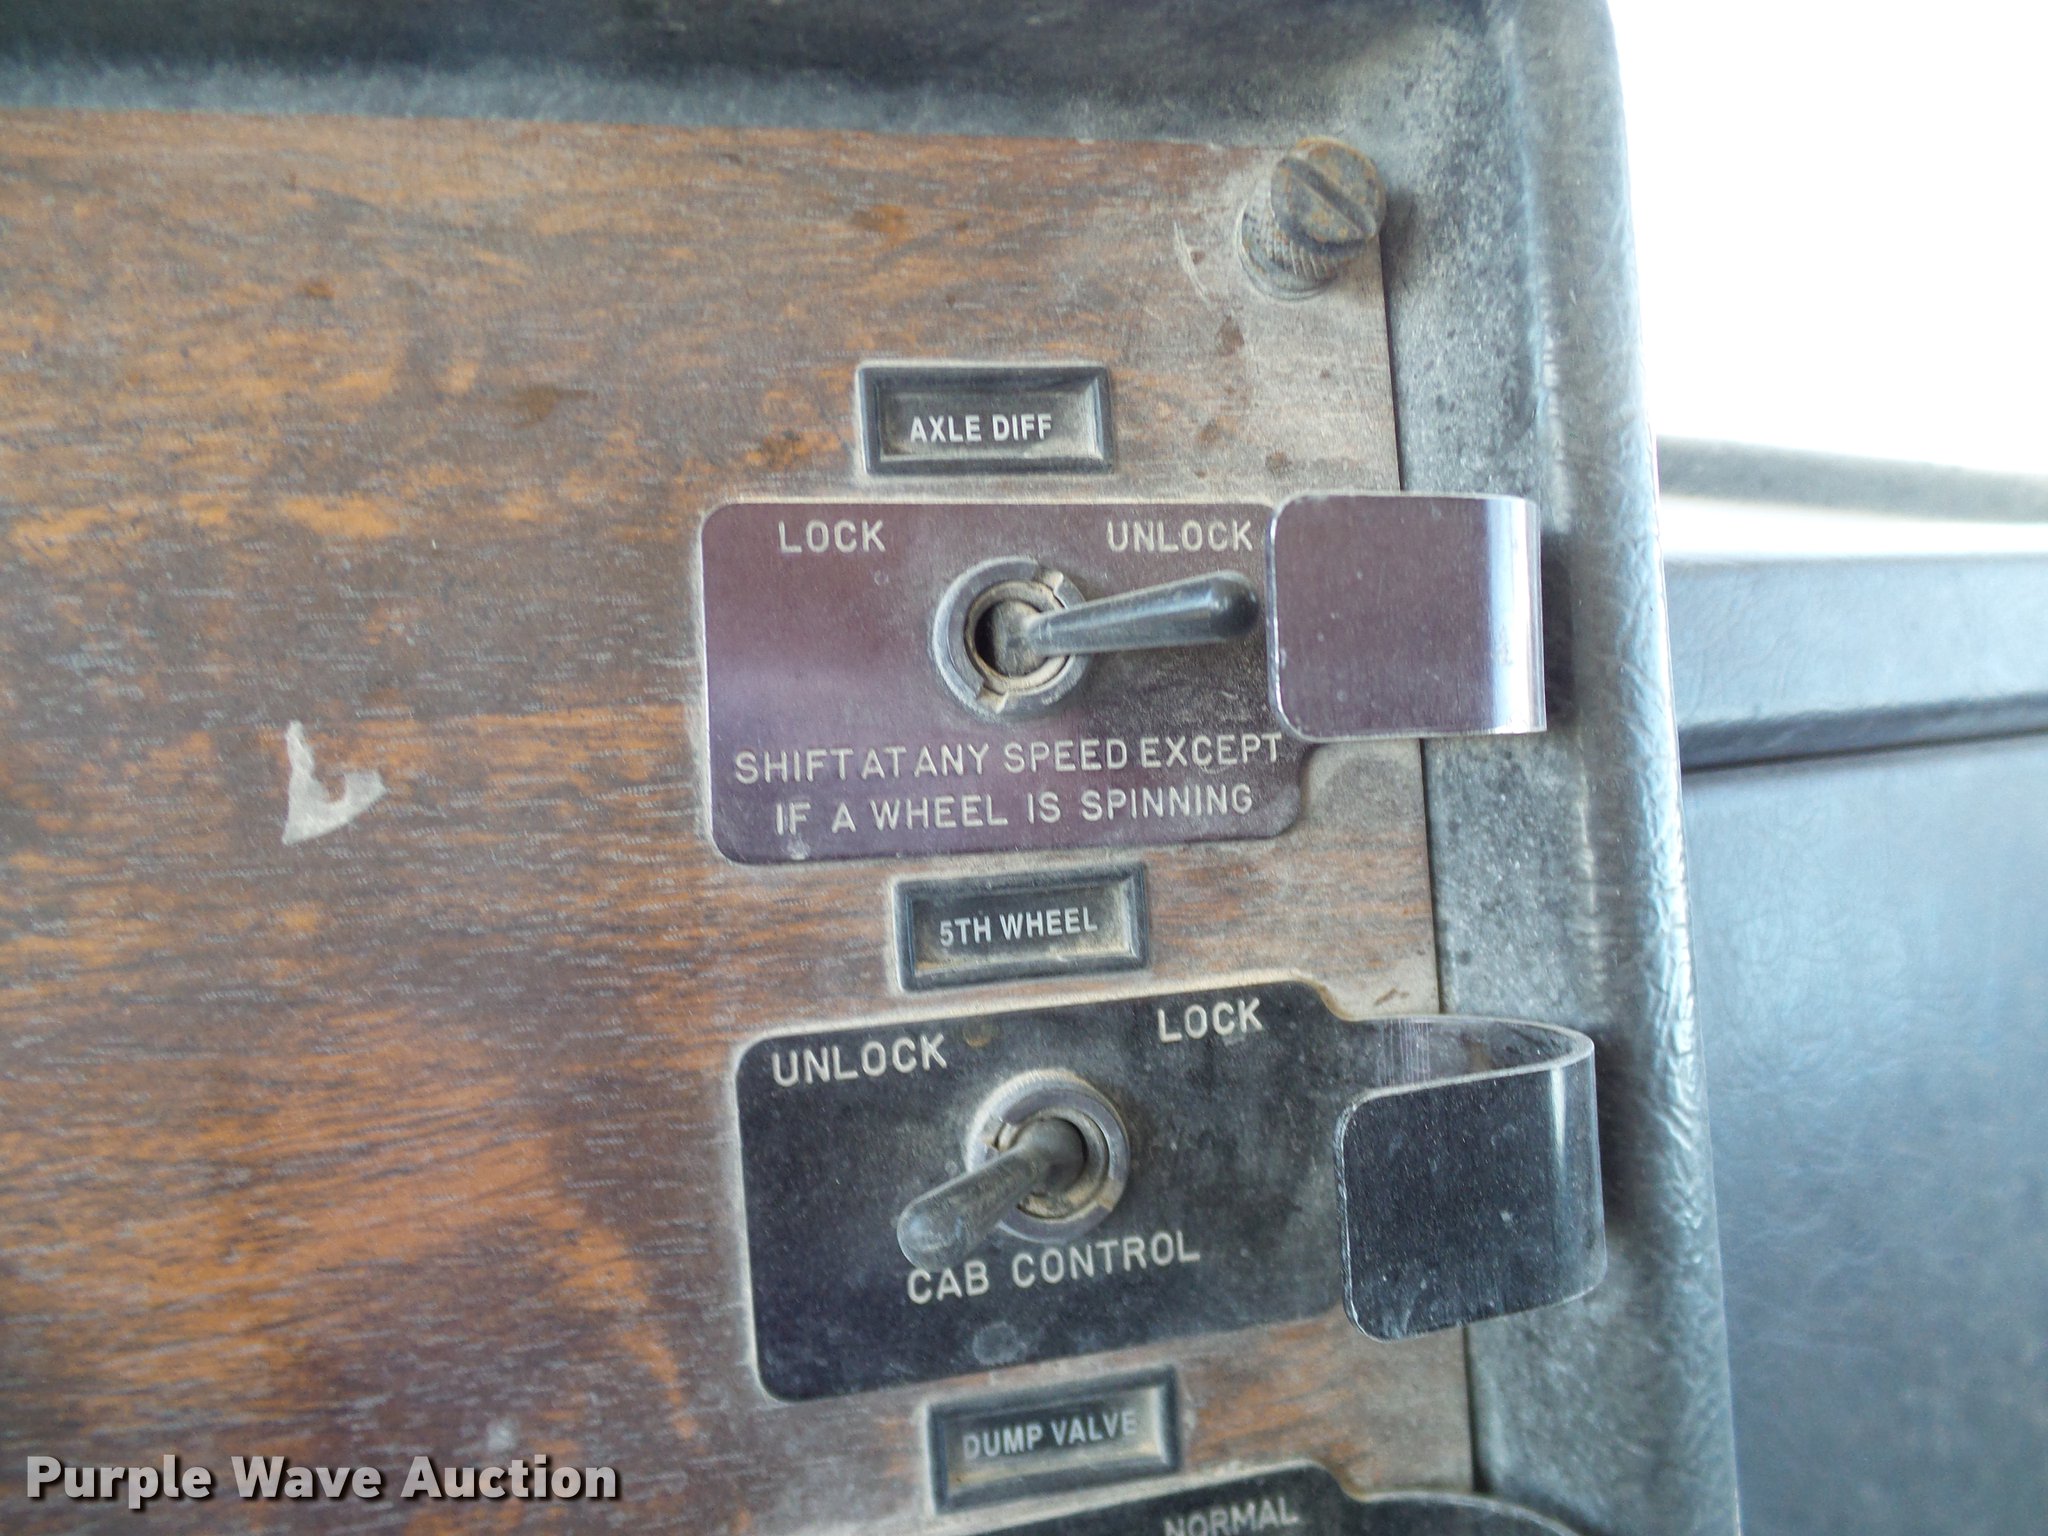 AXLE DIFF
LOCK UNLOCK
SHIFT AT ANY SPEED EXCEPT
IF A WHEEL IS SPINNING
5TH WHEEL
UNLOCK LOCK
CAB CONTROL
DUMP VALVE
NORMAL
Purple Wave Auction